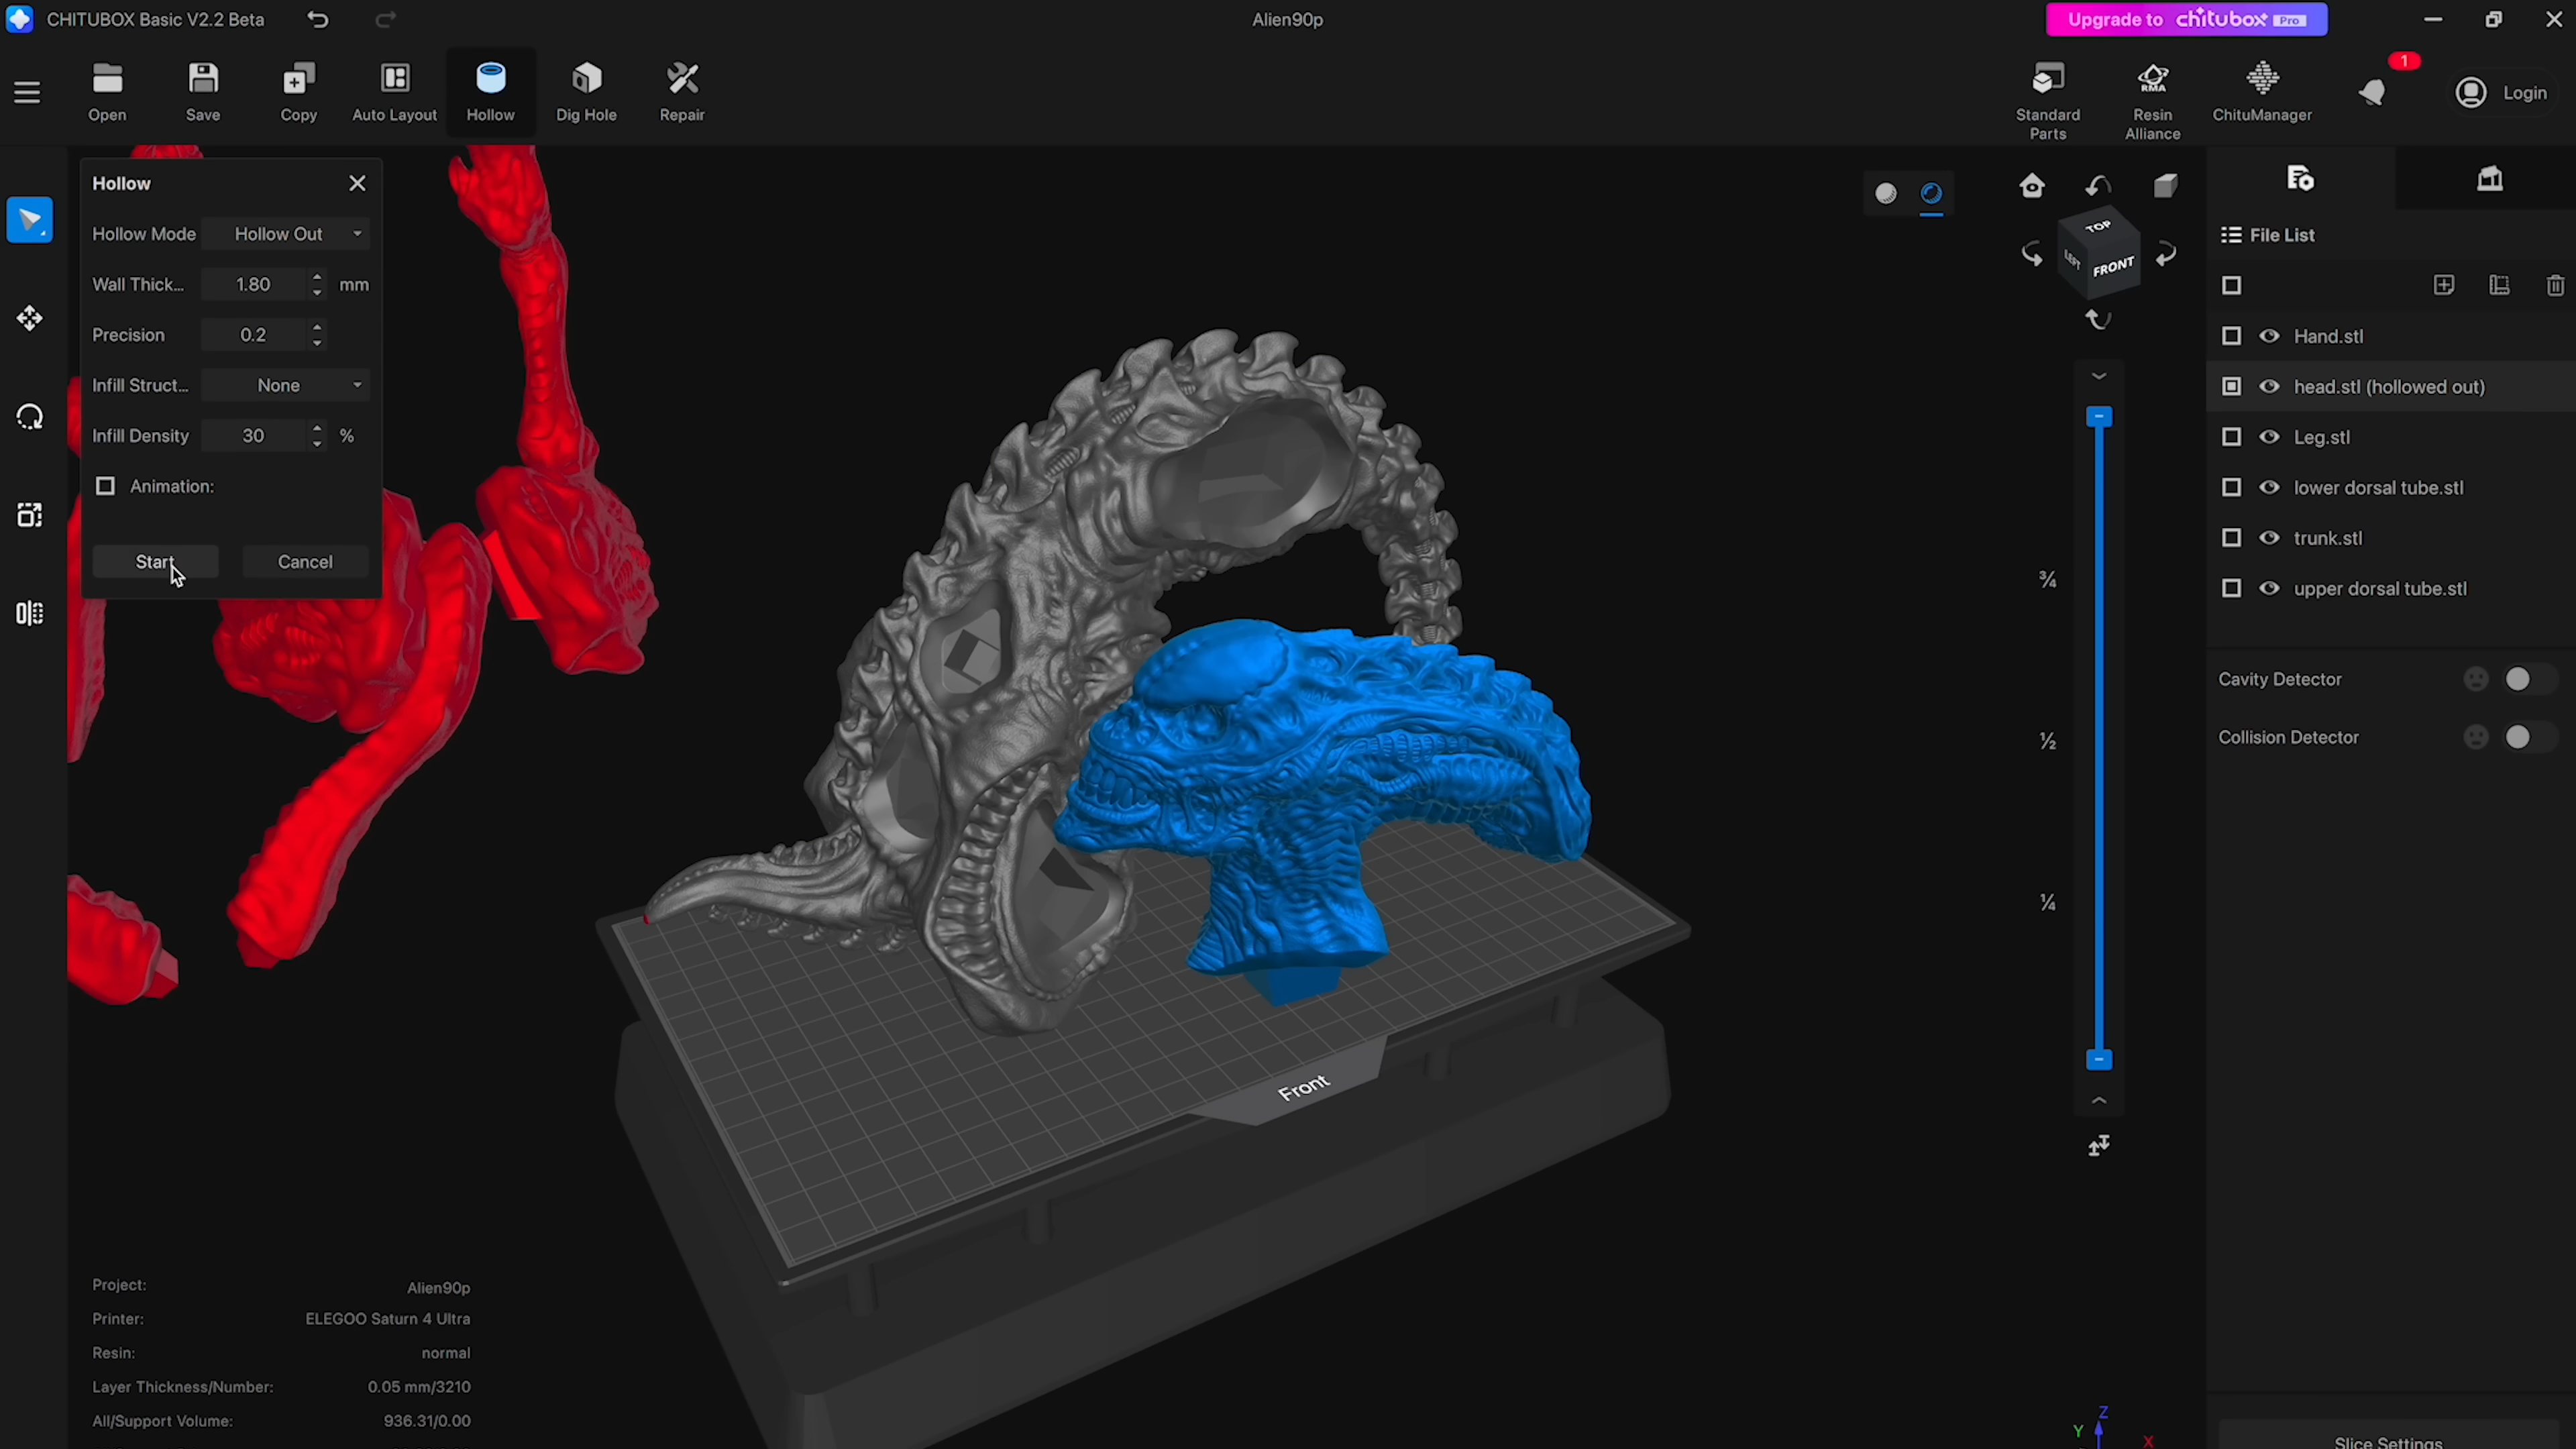 CHITUBOX Basic V2.2 Beta
Alien90p
Upgrade to chitubox Pro
Open
Save
Copy
Auto Layout
Hollow
Dig Hole
Repair
Standard Parts
Resin Alliance
ChituManager
1
Login
Hollow
Hollow Mode Hollow Out
Wall Thick... 1.80 mm
Precision 0.2
Infill Struct... None
Infill Density 30 %
Animation:
Start
Cancel
TOP
LEFT
FRONT
3/4
1/2
1/4
Front
File List
Hand.stl
head.stl (hollowed out)
Leg.stl
lower dorsal tube.stl
trunk.stl
upper dorsal tube.stl
Cavity Detector
Collision Detector
Project: Alien90p
Printer: ELEGOO Saturn 4 Ultra
Resin: normal
Layer Thickness/Number: 0.05 mm/3210
All/Support Volume: 936.31/0.00
Z
Y
X
Slice Settings